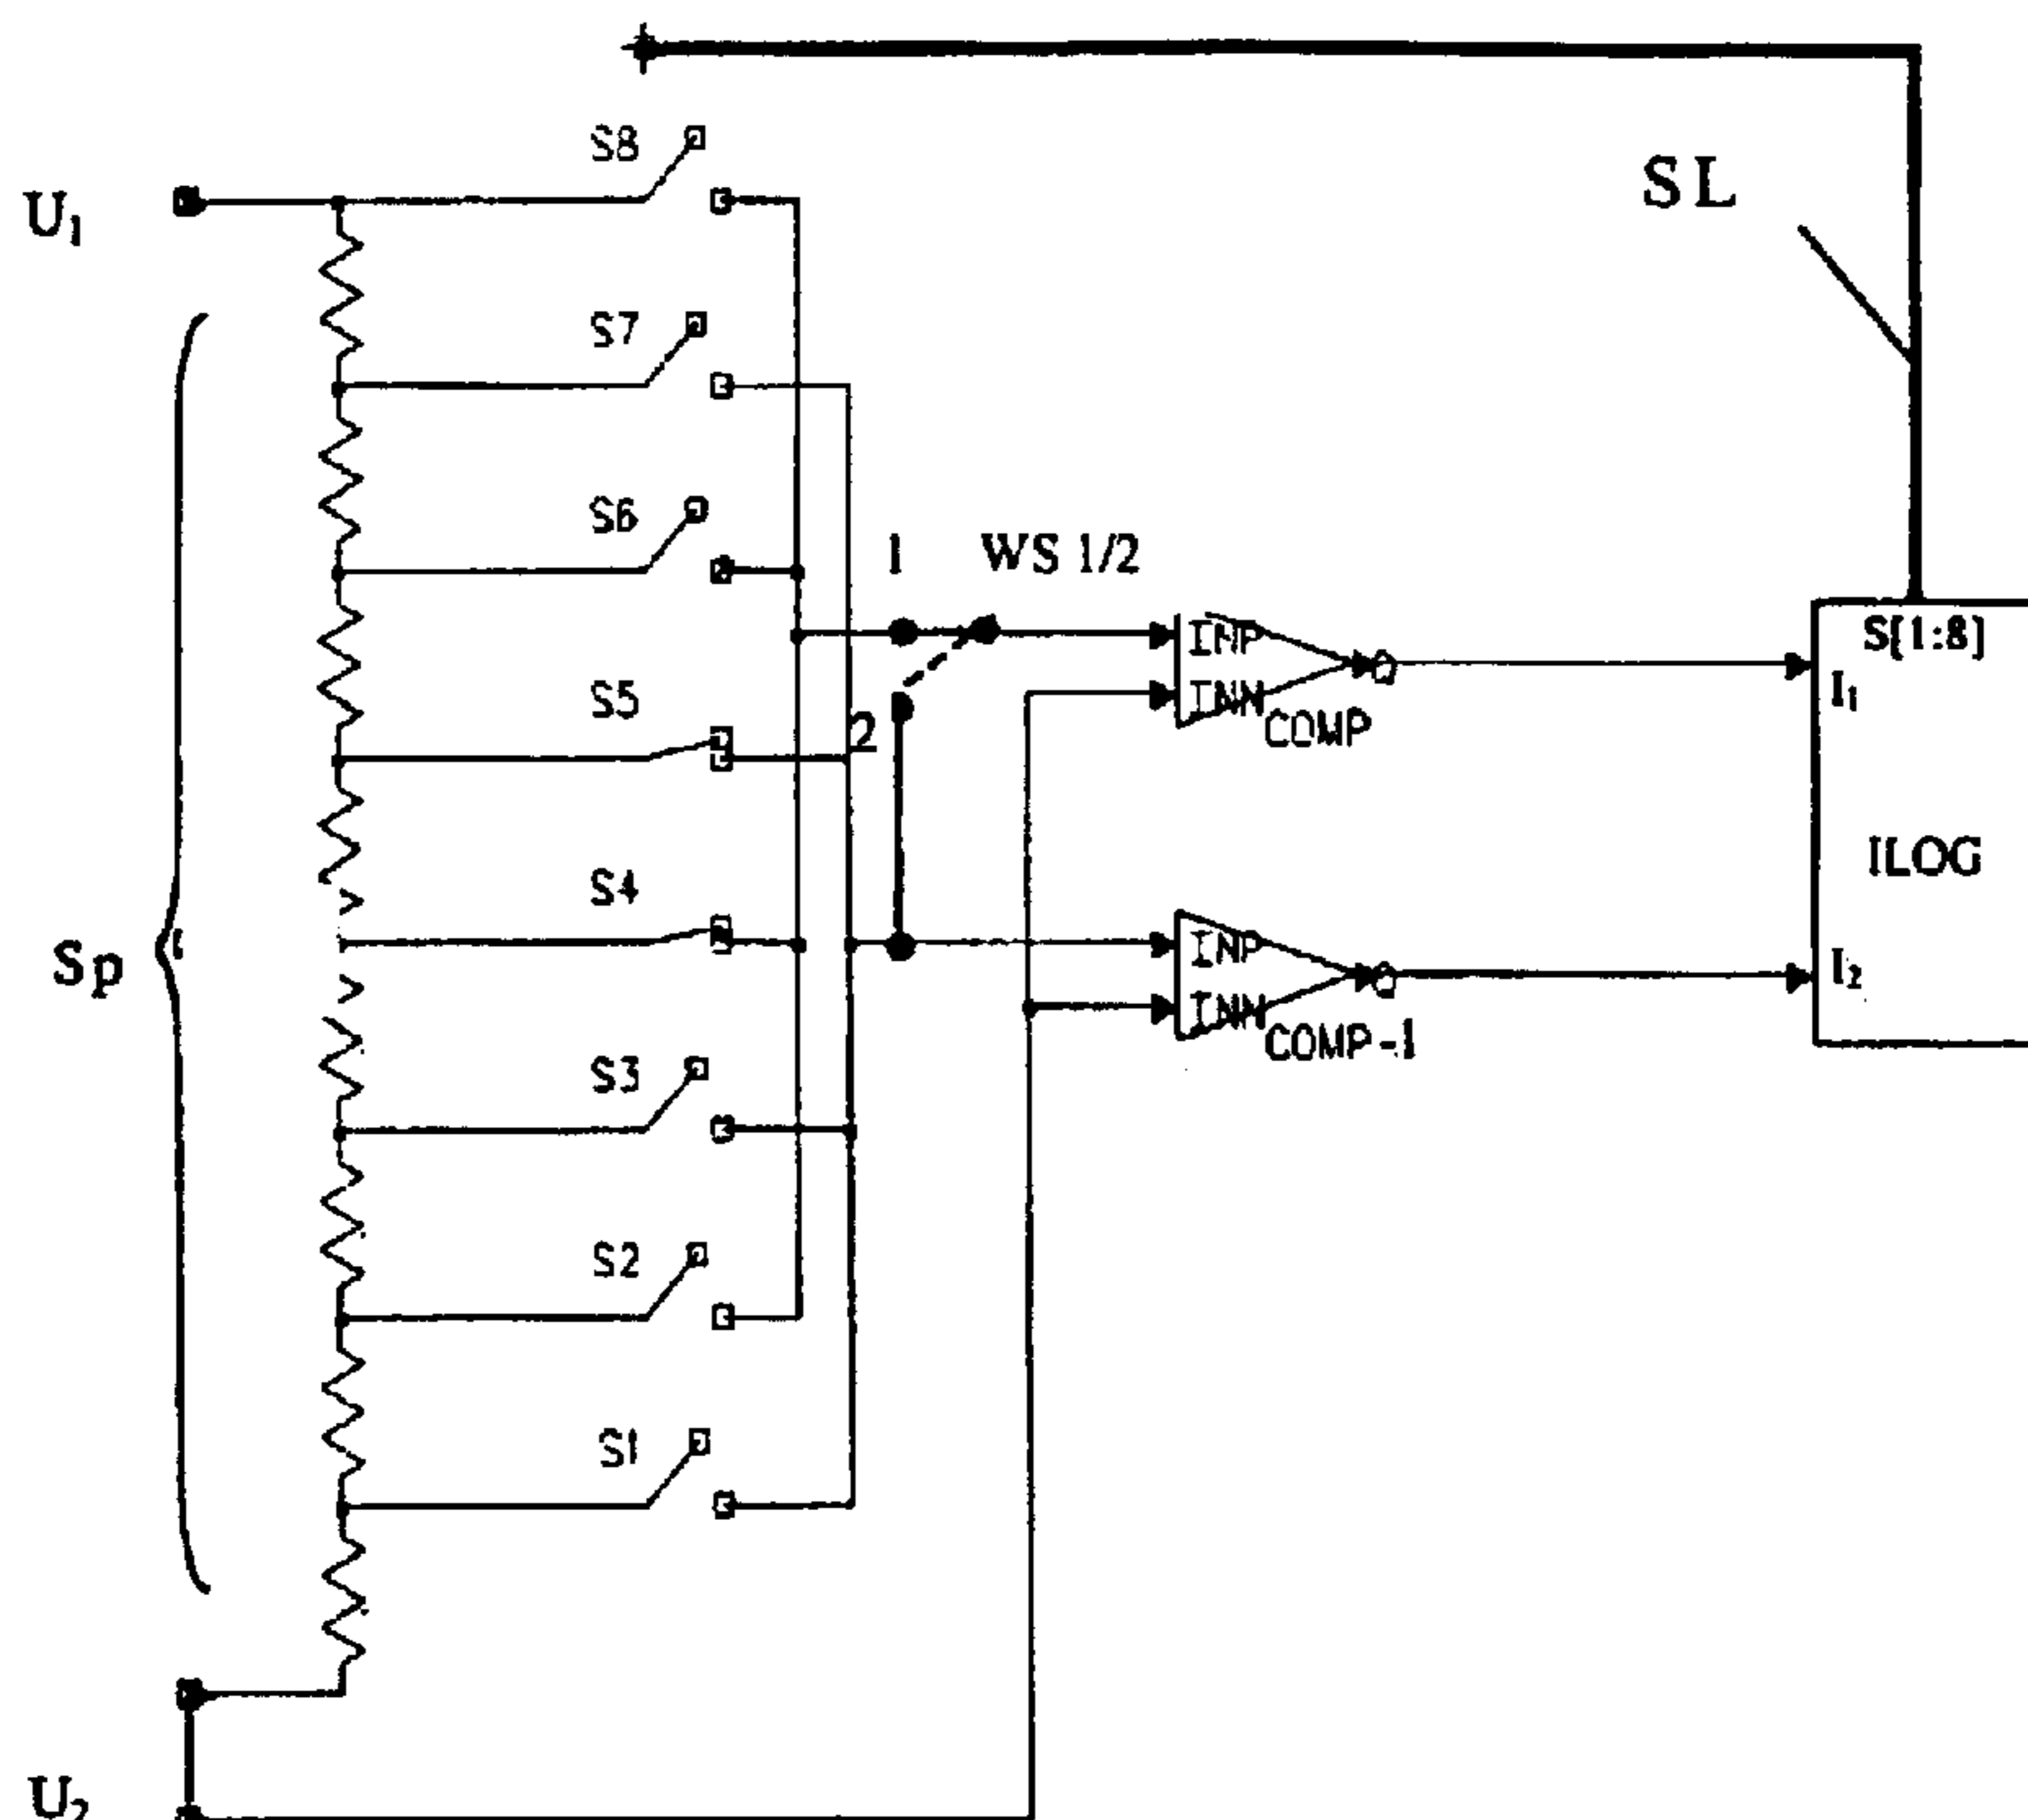 S8
U1
SL
S7
S6
1 WS 1/2
INP
S[1:8]
I1
S5
2
INN
COMP
ILOG
S4
Sp
INP
I2
INN
COMP-1
S3
S2
S1
U2